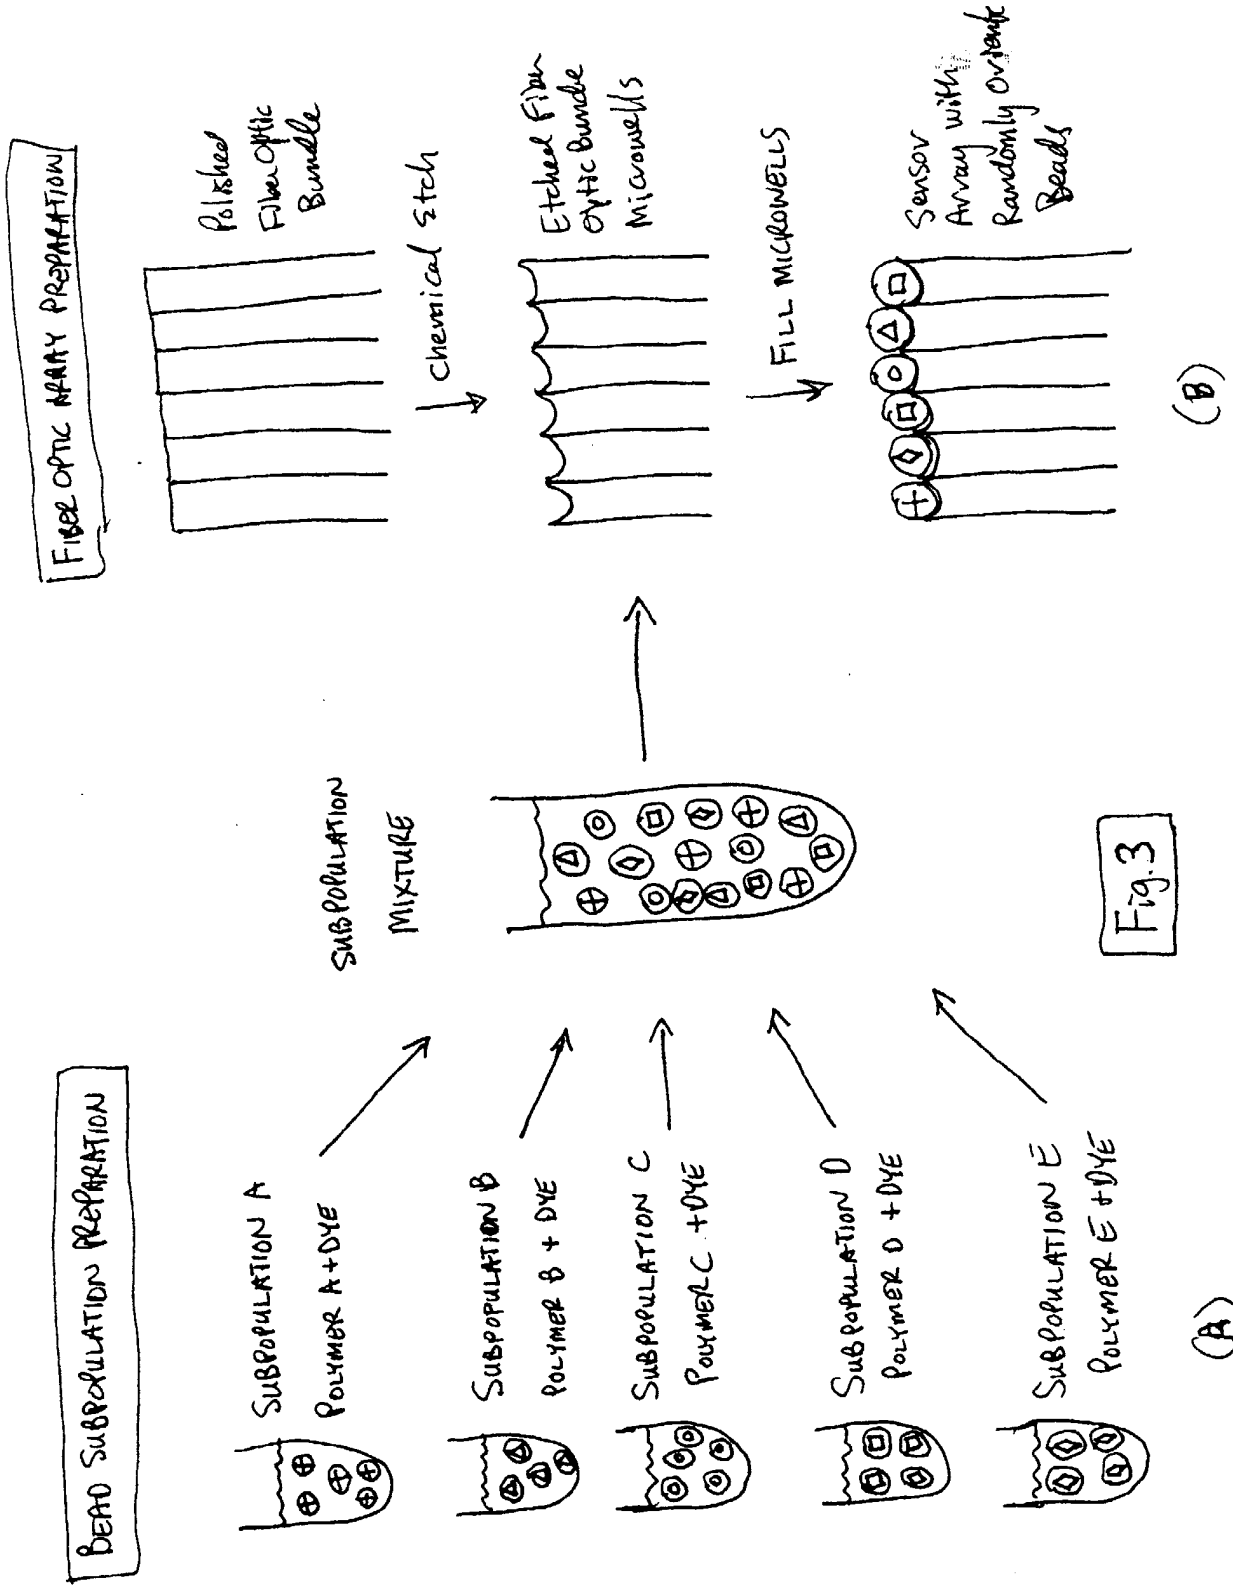 BEAD SUBPOPULATION PREPARATION
SUBPOPULATION A
POLYMER A + DYE
SUBPOPULATION B
POLYMER B + DYE
SUBPOPULATION C
POLYMER C + DYE
SUBPOPULATION D
POLYMER D + DYE
SUBPOPULATION E
POLYMER E + DYE
(A)
SUBPOPULATION
MIXTURE
Fig. 3
FIBER OPTIC ARRAY PREPARATION
Polished
Fiber Optic
Bundle
Chemical Etch
Etched Fiber
Optic Bundle
Microwells
FILL MICROWELLS
Sensor
Array with
Randomly
Beads
(B)